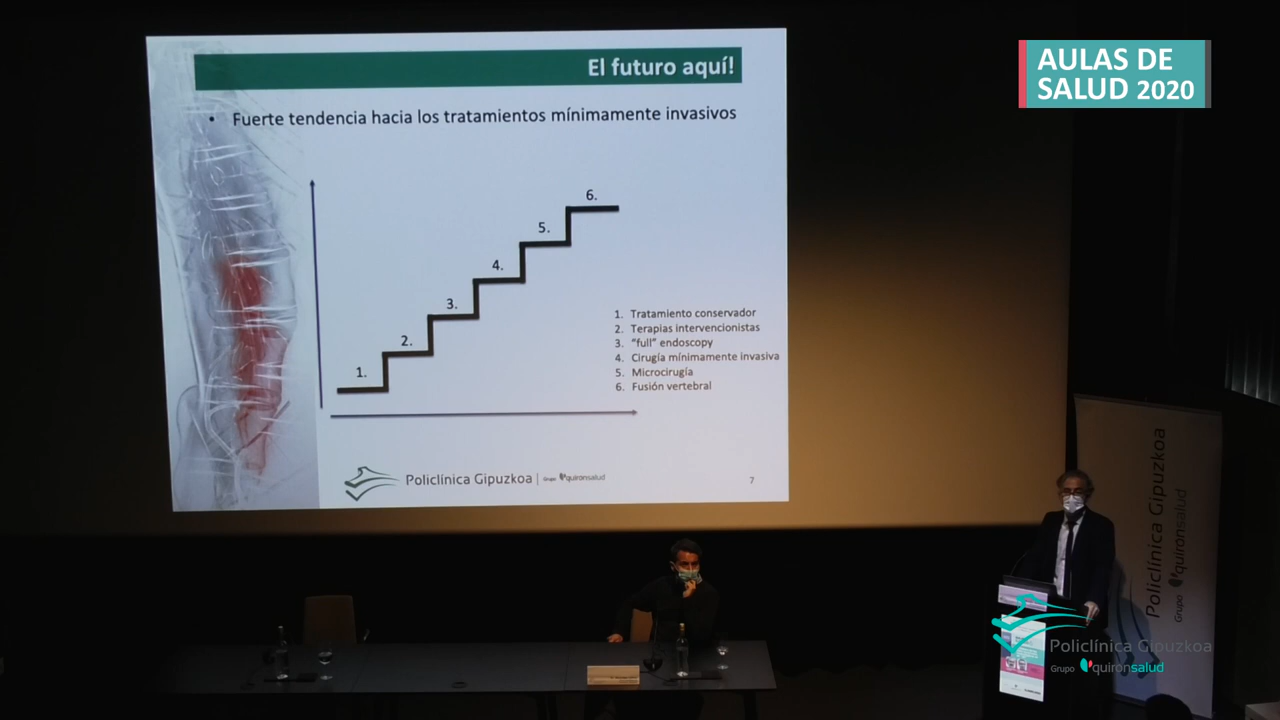 El futuro aquí!
• Fuerte tendencia hacia los tratamientos mínimamente invasivos
6.
5.
4.
3.
2.
1.
1. Tratamiento conservador
2. Terapias intervencionistas
3. "full" endoscopy
4. Cirugía mínimamente invasiva
5. Microcirugía
6. Fusión vertebral
Policlínica Gipuzkoa | Grupo quironsalud
7
AULAS DE
SALUD 2020
Policlínica Gipuzkoa
Grupo quironsalud
Policlínica Gipuzkoa
Grupo quironsalud